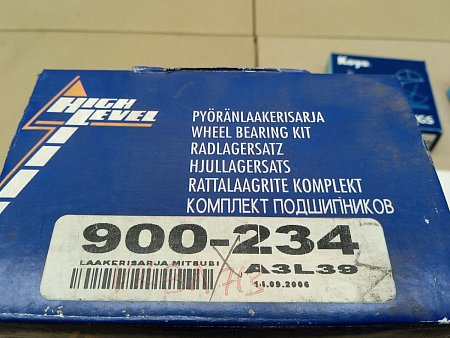 HIGH
LEVEL
Koyo
PYÖRÄNLAAKERISARJA
WHEEL BEARING KIT
RADLAGERSATZ
HJULLAGERSATS
RATTALAAGRITE KOMPLEKT
КОМПЛЕКТ ПОДШИПНИКОВ
900-234
LAAKERISARJA MITSUBI
A3L39
14.09.2006